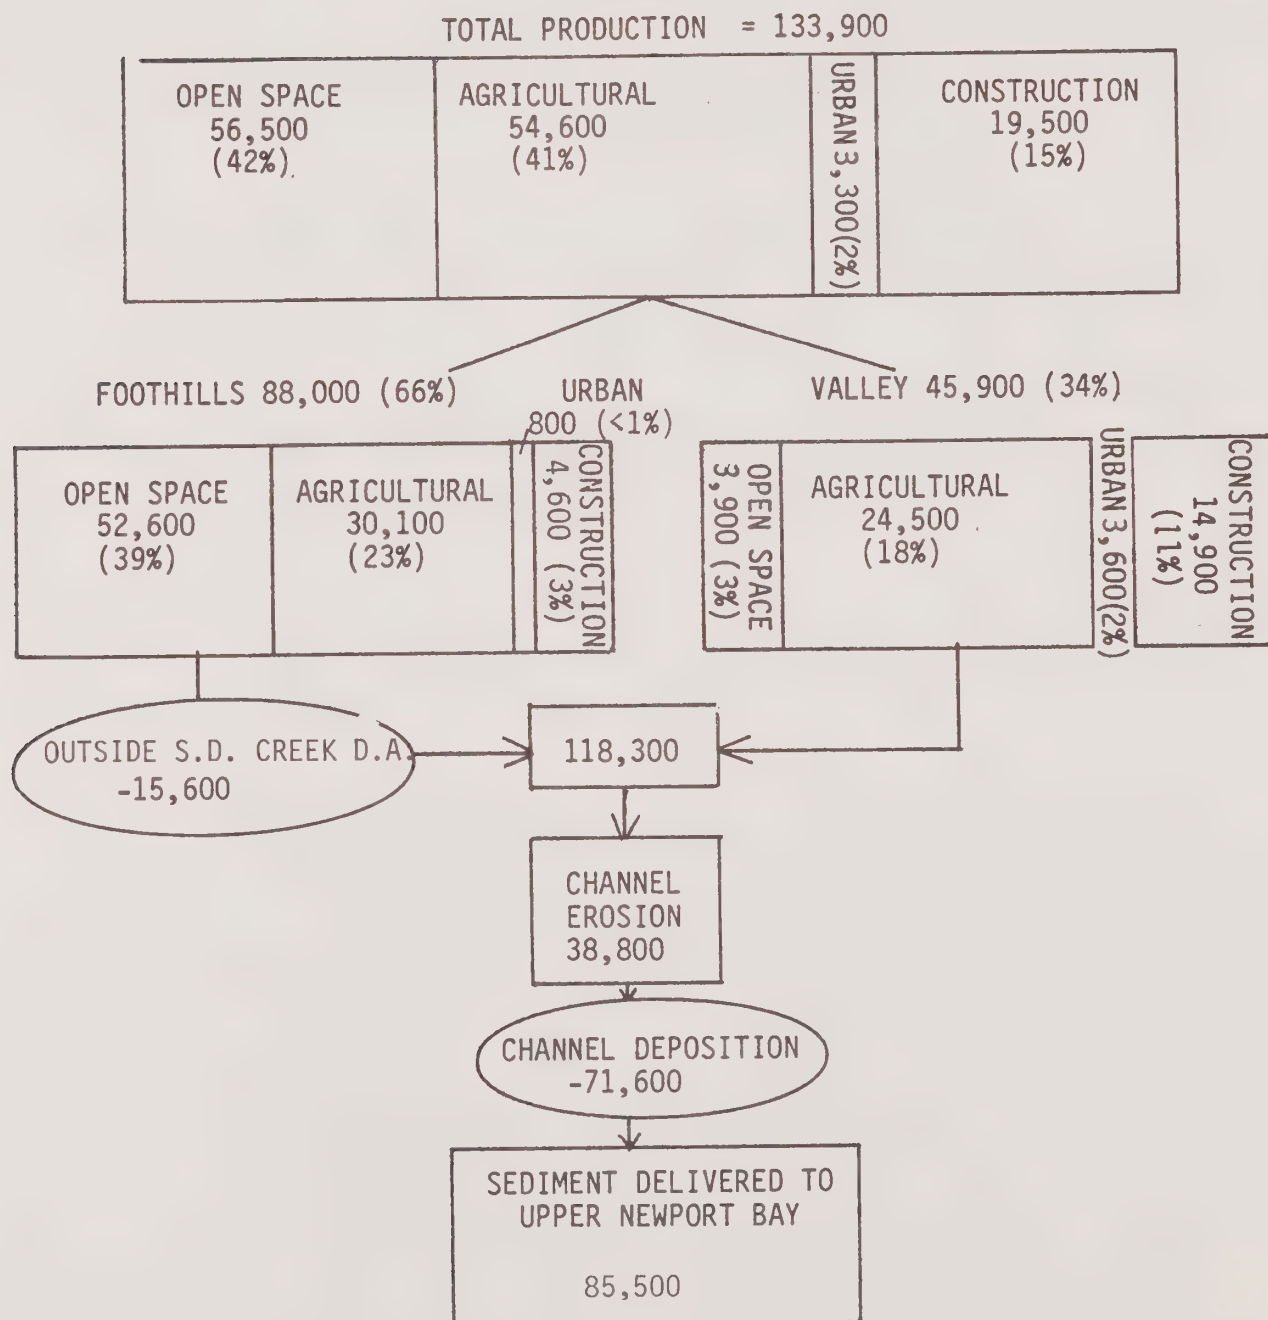 TOTAL PRODUCTION = 133,900
OPEN SPACE
56,500
(42%)
AGRICULTURAL
54,600
(41%)
URBAN 3,300(2%)
CONSTRUCTION
19,500
(15%)
FOOTHILLS 88,000 (66%)
URBAN
800 (<1%)
VALLEY 45,900 (34%)
OPEN SPACE
52,600
(39%)
AGRICULTURAL
30,100
(23%)
CONSTRUCTION
4,600 (3%)
OPEN SPACE
3,900 (3%)
AGRICULTURAL
24,500
(18%)
URBAN 3,600(2%)
CONSTRUCTION
14,900
(11%)
OUTSIDE S.D. CREEK D.A.
-15,600
118,300
CHANNEL
EROSION
38,800
CHANNEL DEPOSITION
-71,600
SEDIMENT DELIVERED TO
UPPER NEWPORT BAY
85,500